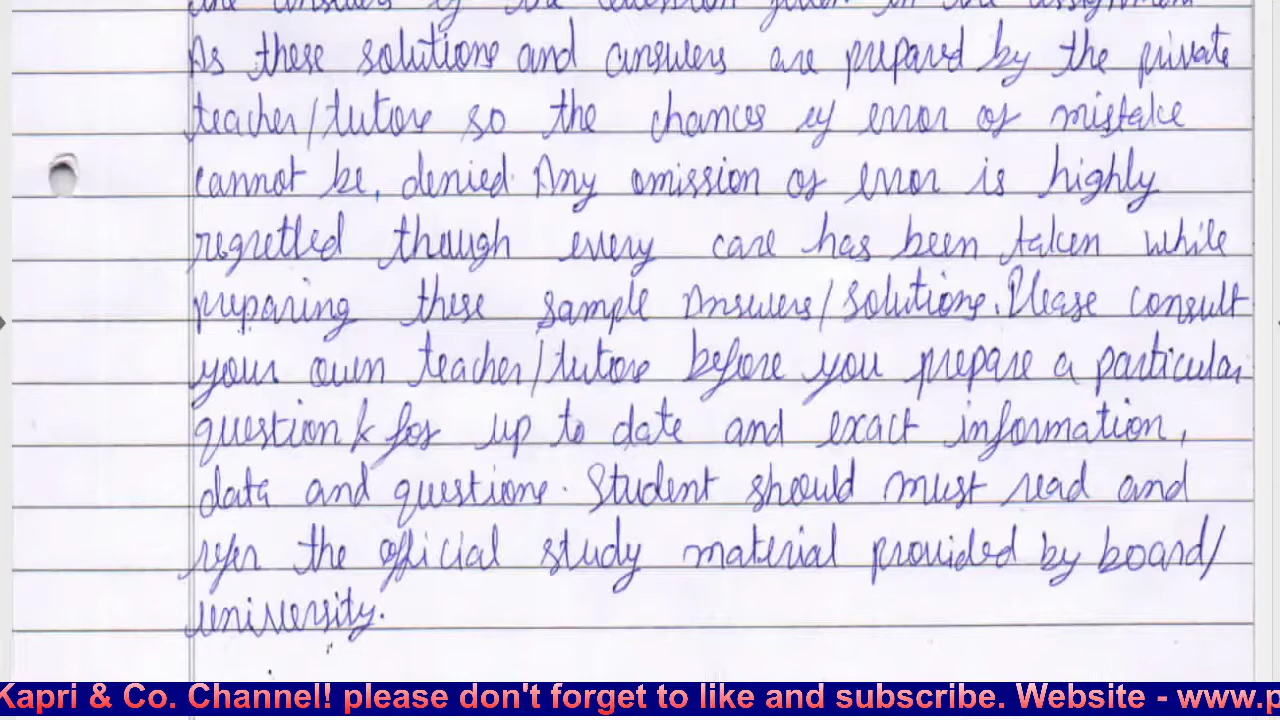 As these solutions and answers are prepared by the private
teacher/tutors so the chances of error or mistake
cannot be, denied. Any omission or error is highly
regretted though every care has been taken while
preparing these sample Answers/Solutions. Please consult
your own teacher/tutors before you prepare a particular
question & for up to date and exact information,
data and questions. Student should must read and
refer the official study material provided by board/
university.
Kapri & Co. Channel! please don't forget to like and subscribe. Website - www.p